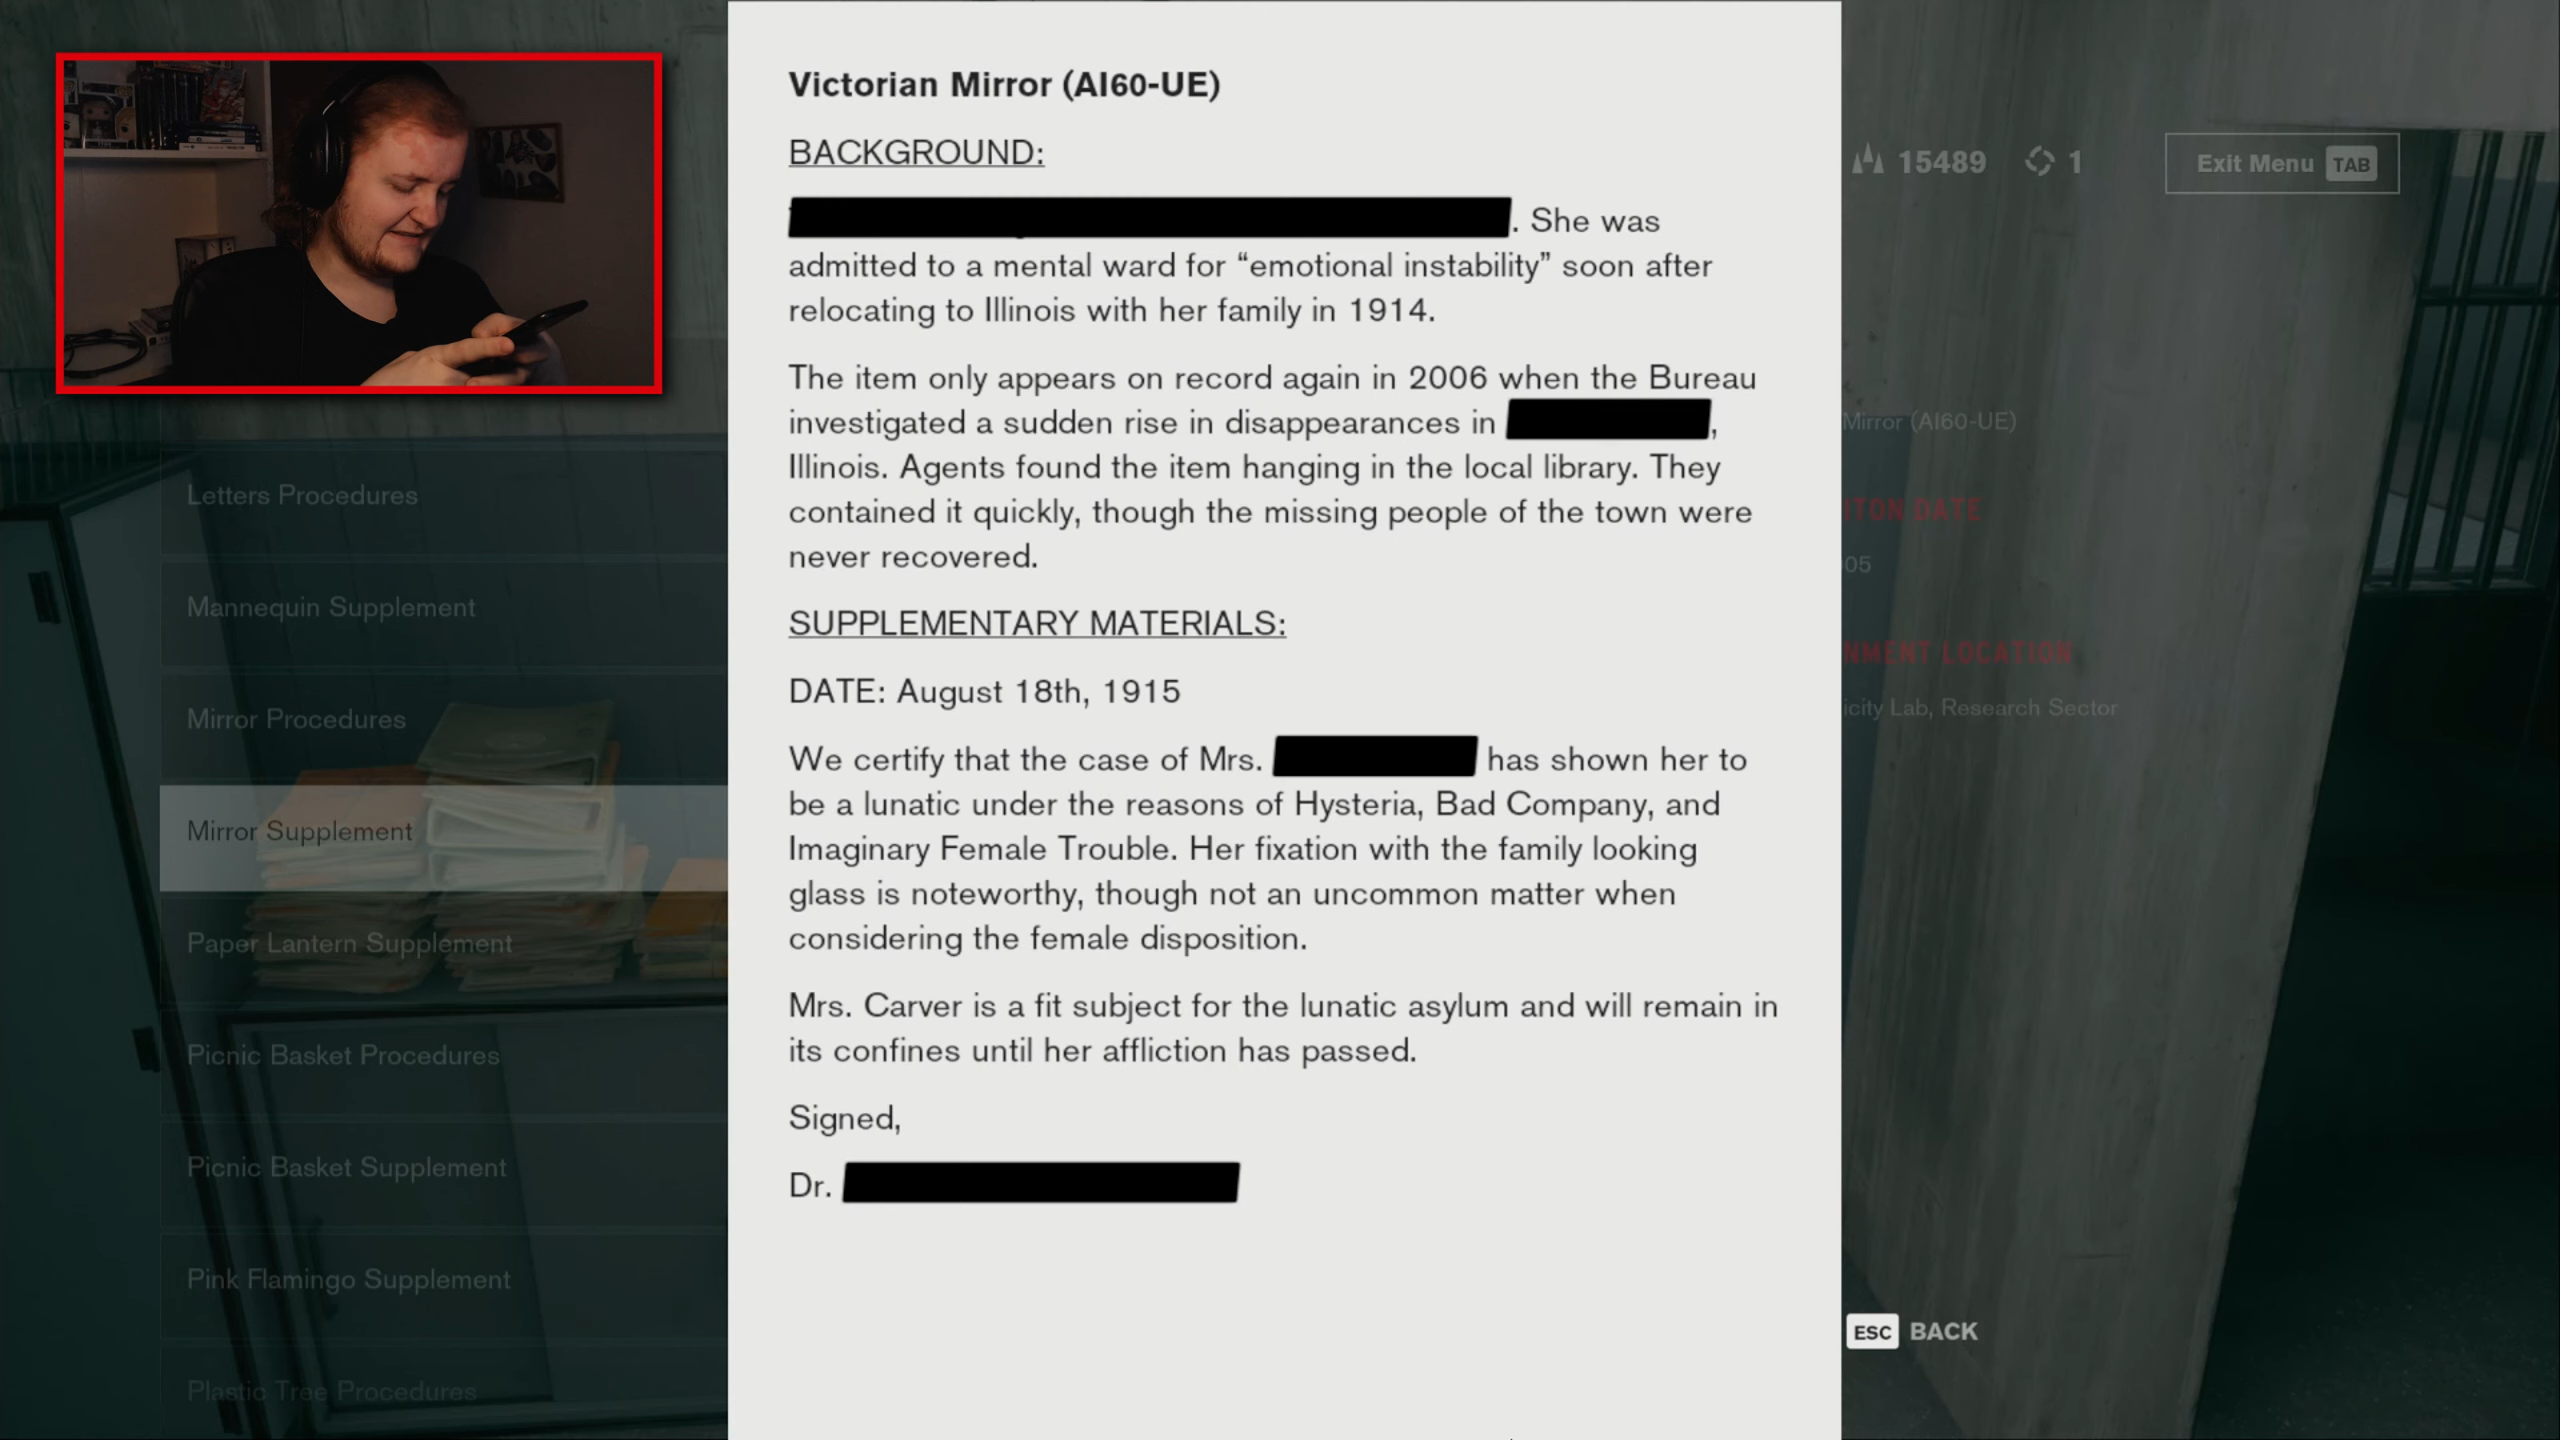 Victorian Mirror (AI60-UE)
BACKGROUND:
. She was
admitted to a mental ward for “emotional instability” soon after
relocating to Illinois with her family in 1914.
The item only appears on record again in 2006 when the Bureau
investigated a sudden rise in disappearances in ,
Illinois. Agents found the item hanging in the local library. They
contained it quickly, though the missing people of the town were
never recovered.
SUPPLEMENTARY MATERIALS:
DATE: August 18th, 1915
We certify that the case of Mrs. has shown her to
be a lunatic under the reasons of Hysteria, Bad Company, and
Imaginary Female Trouble. Her fixation with the family looking
glass is noteworthy, though not an uncommon matter when
considering the female disposition.
Mrs. Carver is a fit subject for the lunatic asylum and will remain in
its confines until her affliction has passed.
Signed,
Dr.
Letters Procedures
Mannequin Supplement
Mirror Procedures
Mirror Supplement
Paper Lantern Supplement
Picnic Basket Procedures
Picnic Basket Supplement
Pink Flamingo Supplement
Plastic Tree Procedures
15489 1
Exit Menu TAB
Mirror (AI60-UE)
ITON DATE
05
NMENT LOCATION
icity Lab, Research Sector
ESC BACK